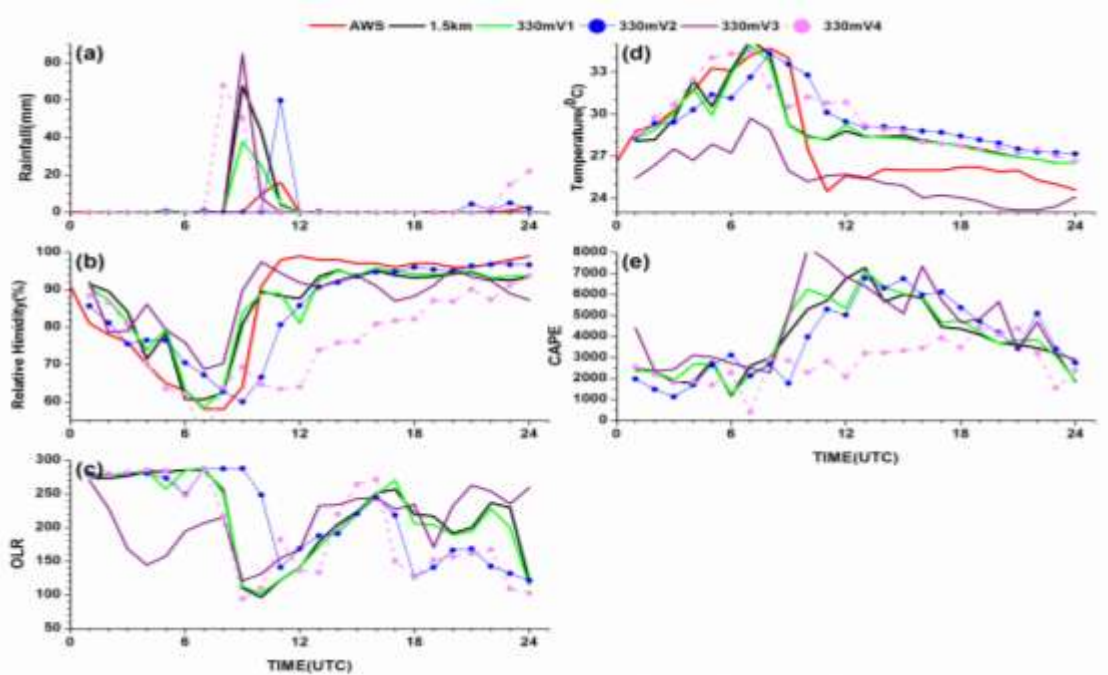 AWS 1.5km 330mV1 330mV2 330mV3 330mV4
(a)
Rainfall(mm)
80
60
40
20
0
0 6 12 18 24
(d)
Temperature(⁰C)
33
30
27
24
0 6 12 18 24
(b)
Relative Himidity(%)
100
90
80
70
60
0 6 12 18 24
(e)
CAPE
8000
7000
6000
5000
4000
3000
2000
1000
0
0 6 12 18 24
TIME(UTC)
(c)
OLR
300
250
200
150
100
50
0 6 12 18 24
TIME(UTC)